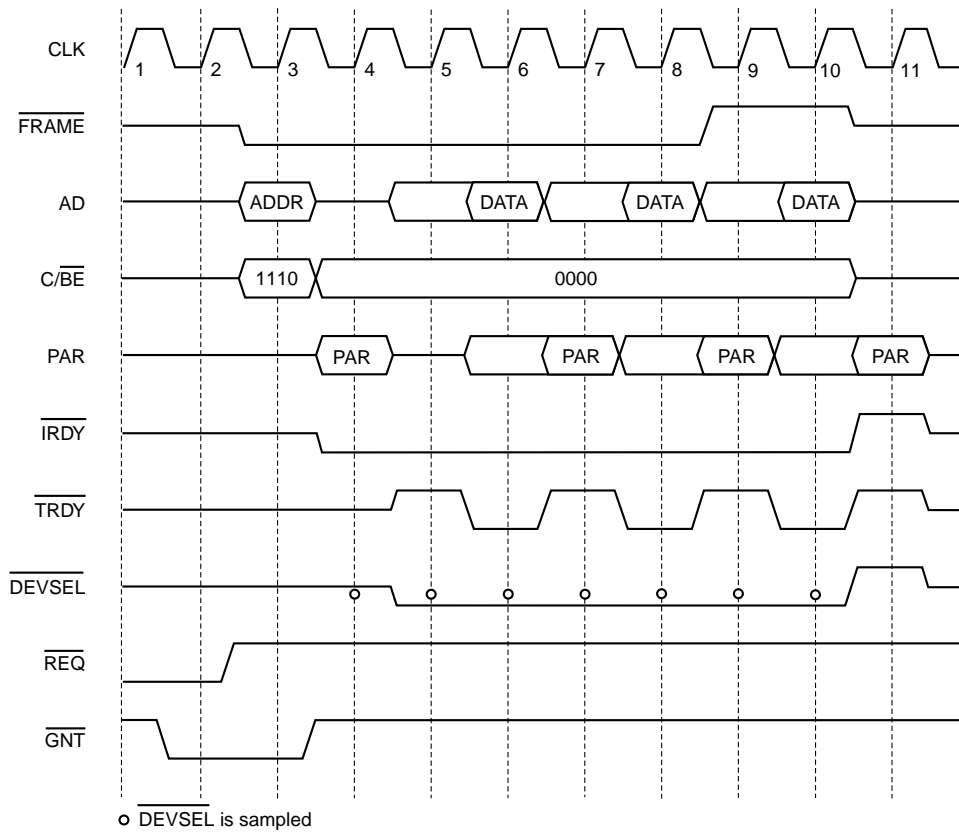 CLK
1 2 3 4 5 6 7 8 9 10 11
FRAME
AD
ADDR DATA DATA DATA
C/BE
1110 0000
PAR
PAR PAR PAR PAR
IRDY
TRDY
DEVSEL
REQ
GNT
DEVSEL is sampled